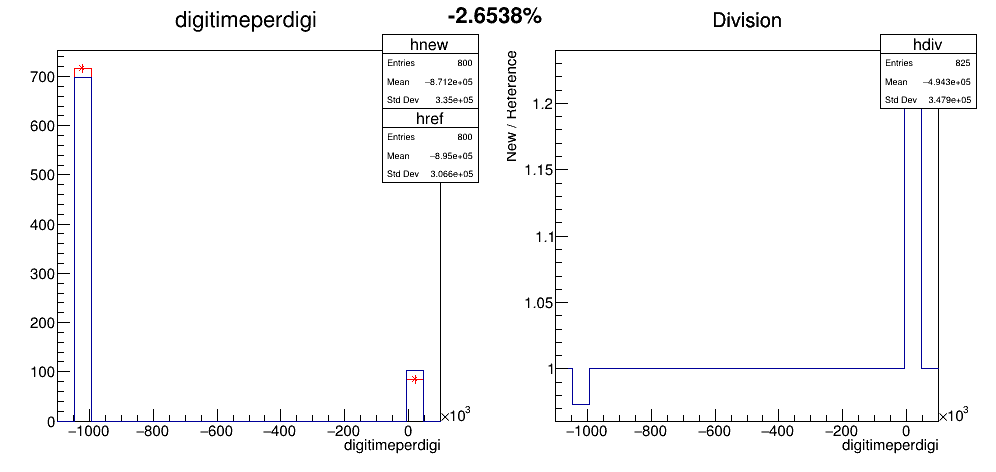 digitimeperdigi
-2.6538%
Division
hnew
Entries 800
Mean −8.712e+05
Std Dev 3.35e+05
href
Entries 800
Mean −8.95e+05
Std Dev 3.066e+05
700
600
500
400
300
200
100
0
−1000 −800 −600 −400 −200 0
×10³
digitimeperdigi
hdiv
Entries 825
Mean −4.943e+05
Std Dev 3.479e+05
New / Reference
1.2
1.15
1.1
1.05
1
−1000 −800 −600 −400 −200 0
×10³
digitimeperdigi